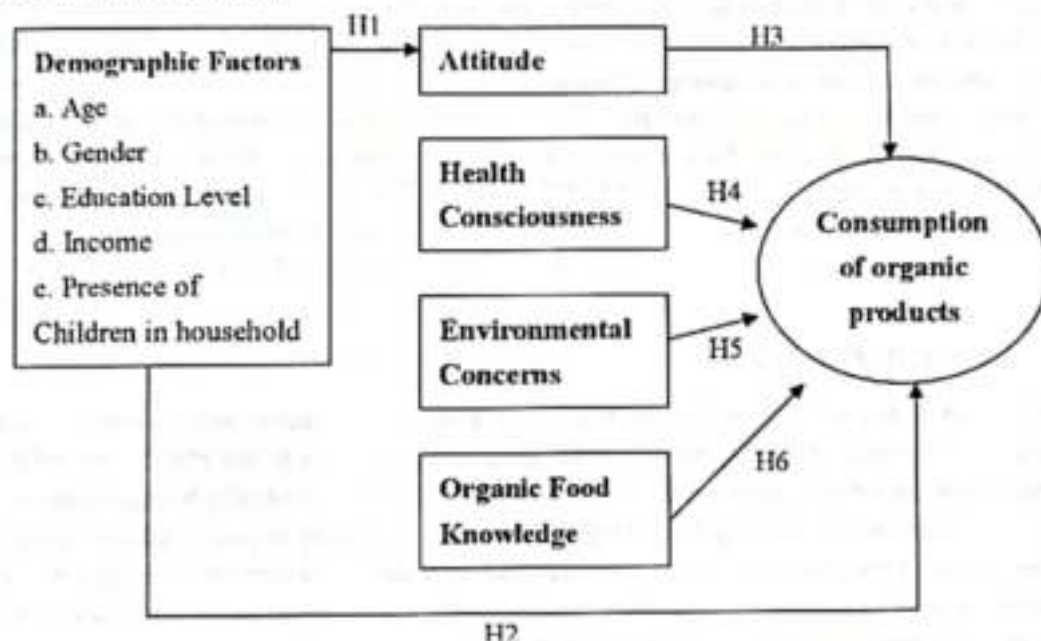 Demographic Factors
a. Age
b. Gender
c. Education Level
d. Income
e. Presence of
Children in household
H1
Attitude
H3
Health
Consciousness
H4
Environmental
Concerns
H5
Organic Food
Knowledge
H6
Consumption
of organic
products
H2